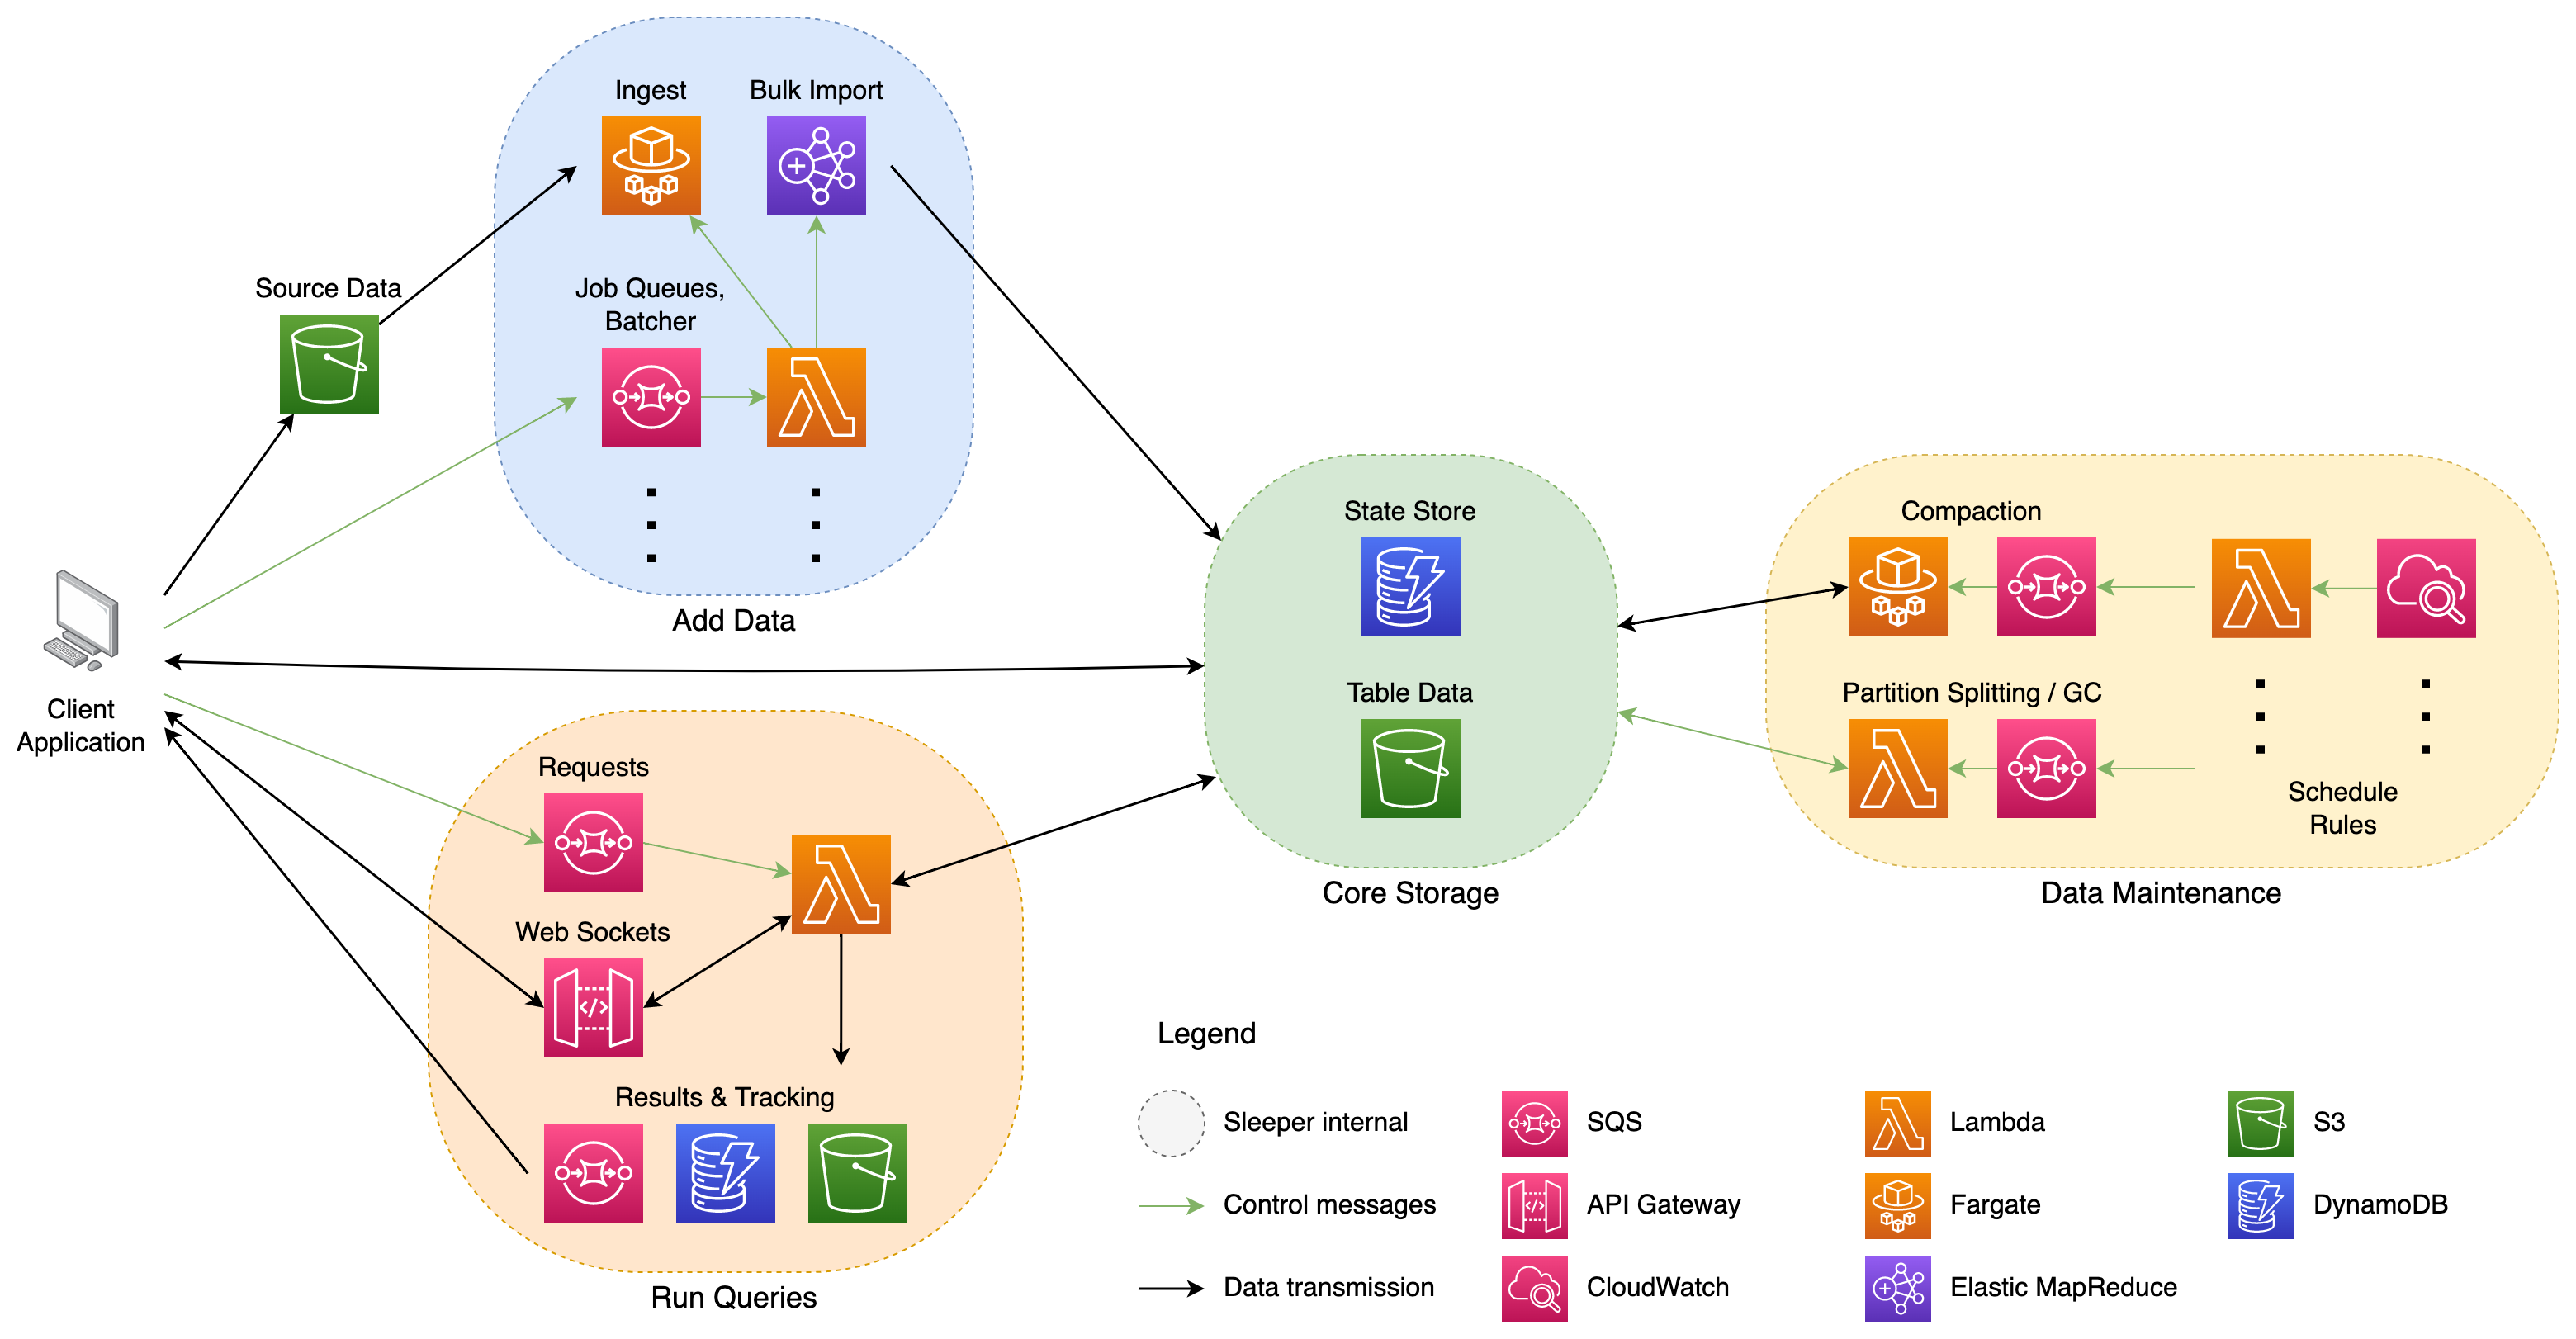 Ingest
Bulk Import
Source Data
Job Queues,
Batcher
Add Data
Client
Application
State Store
Table Data
Core Storage
Compaction
Partition Splitting / GC
Schedule
Rules
Data Maintenance
Requests
Web Sockets
Results & Tracking
Run Queries
Legend
Sleeper internal
SQS
Lambda
S3
Control messages
API Gateway
Fargate
DynamoDB
Data transmission
CloudWatch
Elastic MapReduce